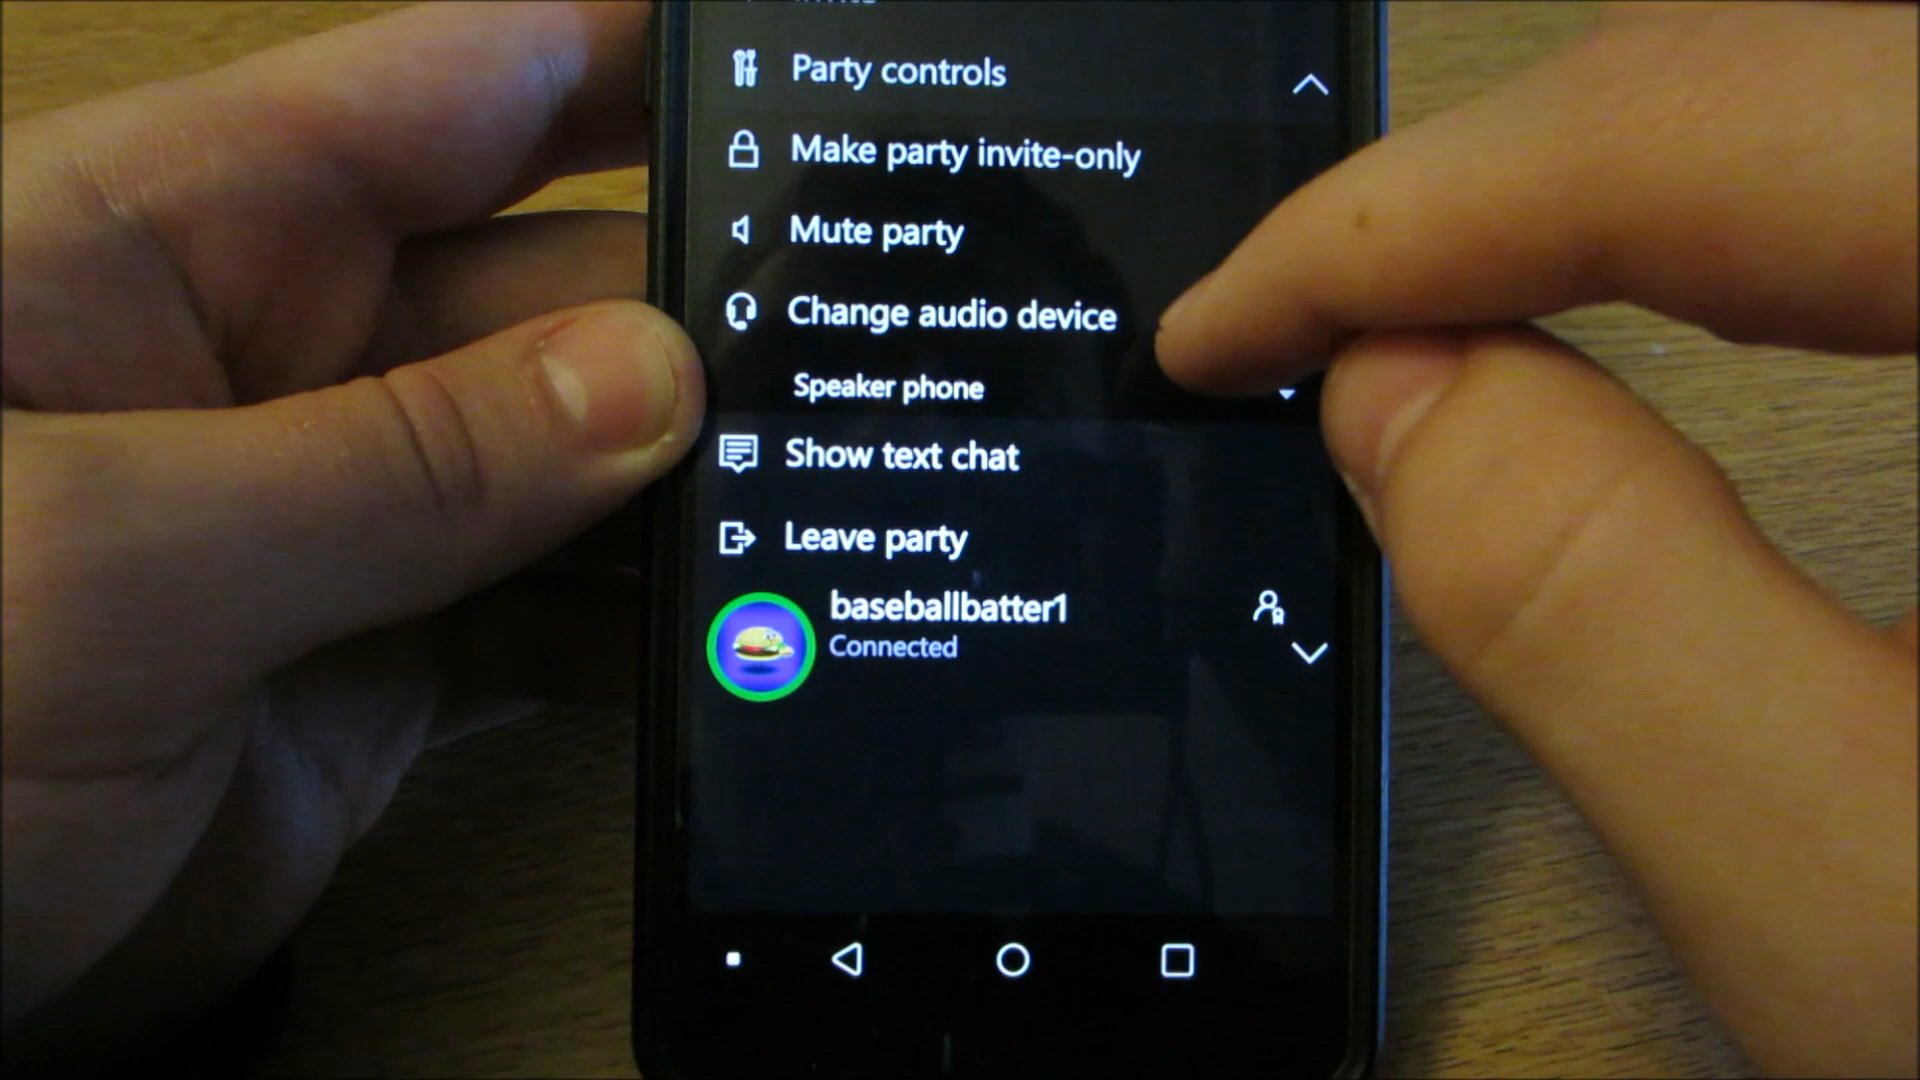 Party controls
Make party invite-only
Mute party
Change audio device
Speaker phone
Show text chat
Leave party
baseballbatter1
Connected